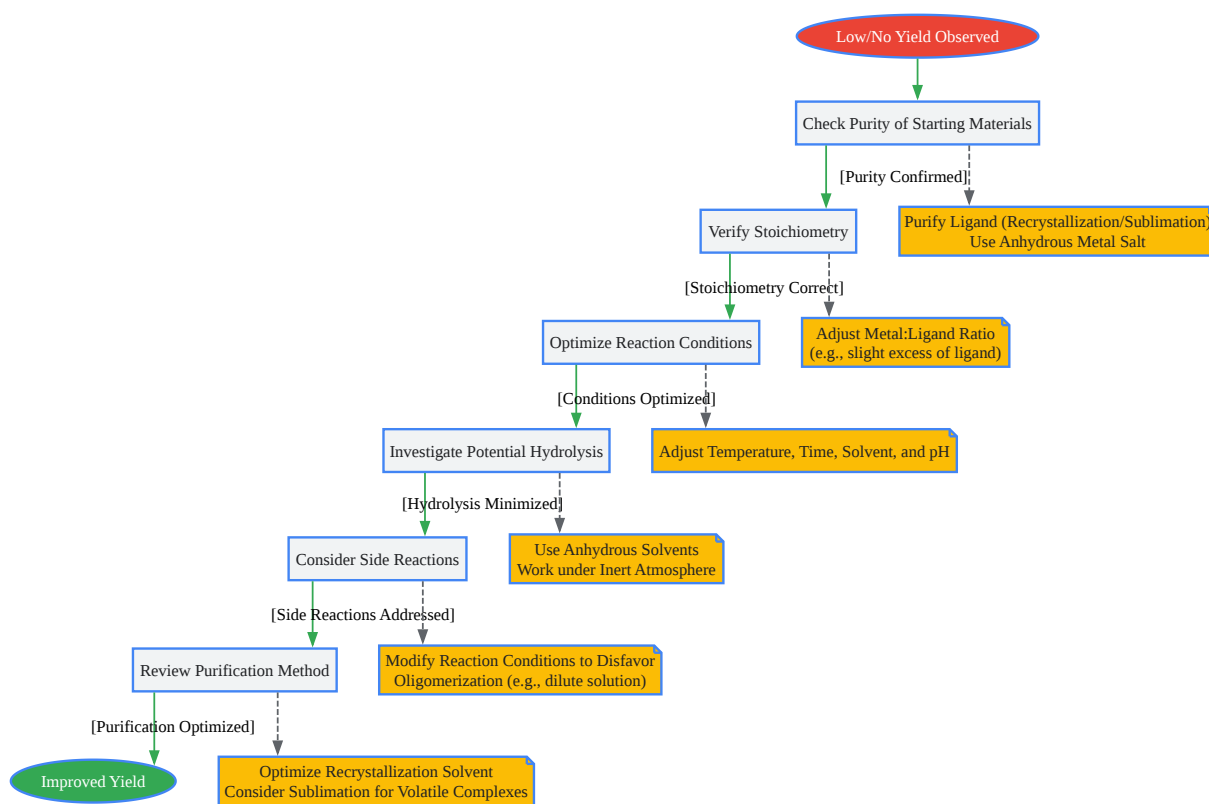 Low/No Yield Observed
Check Purity of Starting Materials
[Purity Confirmed]
Purify Ligand (Recrystallization/Sublimation)
Use Anhydrous Metal Salt
Verify Stoichiometry
[Stoichiometry Correct]
Adjust Metal:Ligand Ratio
(e.g., slight excess of ligand)
Optimize Reaction Conditions
[Conditions Optimized]
Adjust Temperature, Time, Solvent, and pH
Investigate Potential Hydrolysis
[Hydrolysis Minimized]
Use Anhydrous Solvents
Work under Inert Atmosphere
Consider Side Reactions
[Side Reactions Addressed]
Modify Reaction Conditions to Disfavor
Oligomerization (e.g., dilute solution)
Review Purification Method
[Purification Optimized]
Optimize Recrystallization Solvent
Consider Sublimation for Volatile Complexes
Improved Yield